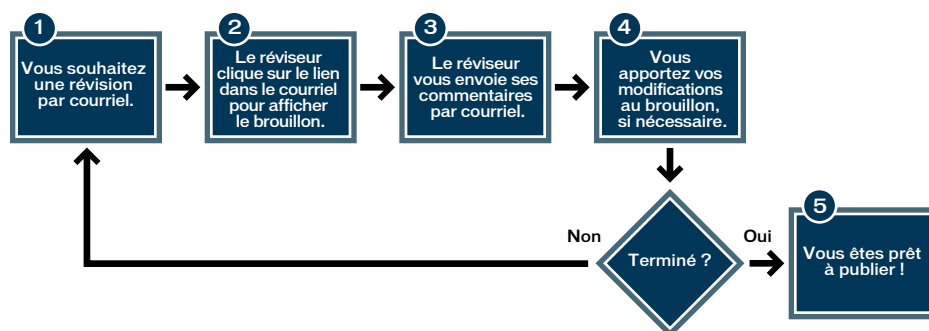 1
Vous souhaitez
une révision
par courriel.
2
Le réviseur
clique sur le lien
dans le courriel
pour afficher
le brouillon.
3
Le réviseur
vous envoie ses
commentaires
par courriel.
4
Vous
apportez vos
modifications
au brouillon,
si nécessaire.
Non
Terminé ?
Oui
5
Vous êtes prêt
à publier !